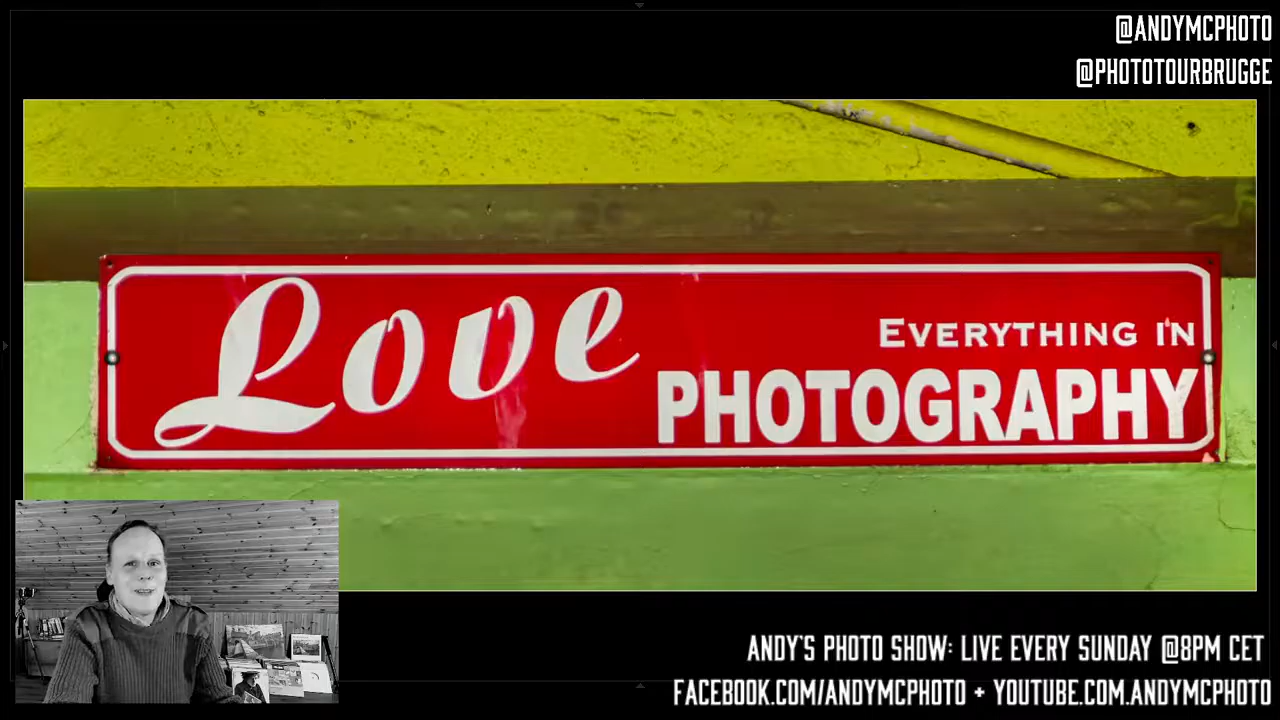 @ANDYMCPHOTO
@PHOTOTOURBRUGGE
Love
EVERYTHING IN
PHOTOGRAPHY
ANDY'S PHOTO SHOW: LIVE EVERY SUNDAY @8PM CET
FACEBOOK.COM/ANDYMCPHOTO + YOUTUBE.COM.ANDYMCPHOTO